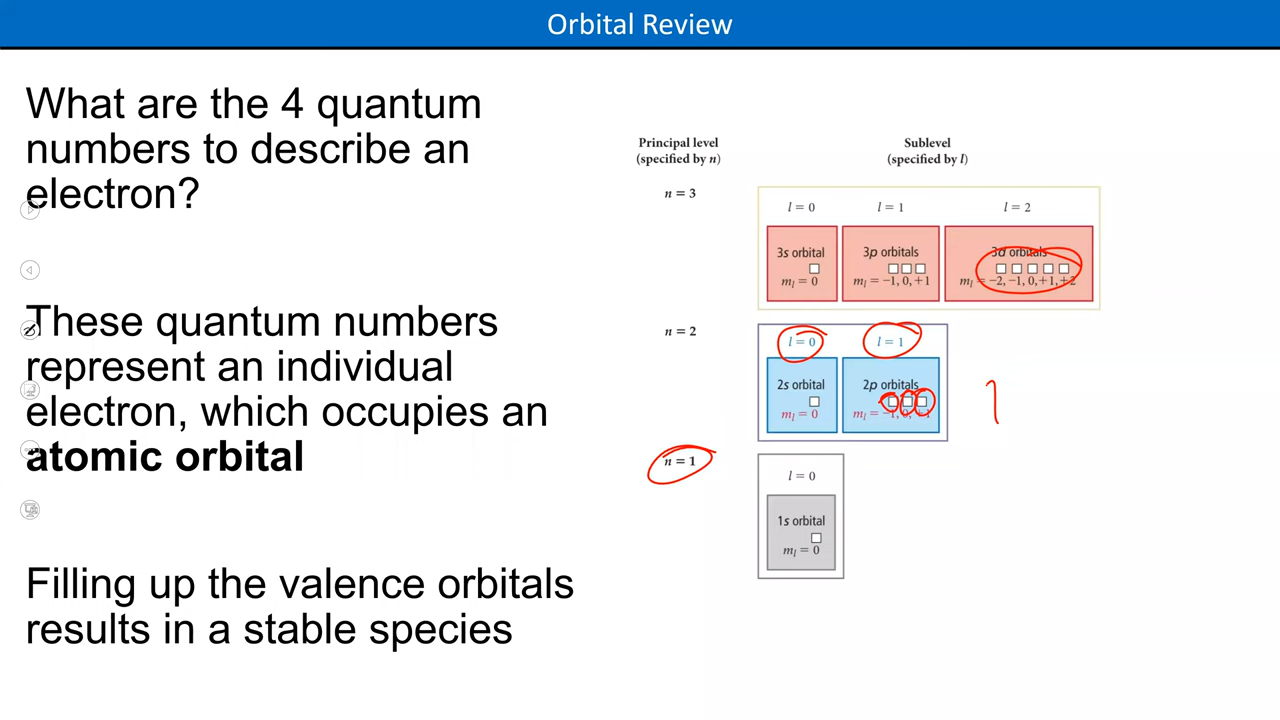 Orbital Review
What are the 4 quantum
numbers to describe an
electron?
These quantum numbers
represent an individual
electron, which occupies an
atomic orbital
Filling up the valence orbitals
results in a stable species
Principal level
(specified by n)
Sublevel
(specified by l)
n = 3
l = 0
l = 1
l = 2
3s orbital
3p orbitals
3d orbitals
mₗ = 0
mₗ = −1, 0, +1
mₗ = −2, −1, 0, +1, +2
n = 2
l = 0
l = 1
2s orbital
2p orbitals
mₗ = 0
mₗ = −1, 0, +1
n = 1
l = 0
1s orbital
mₗ = 0